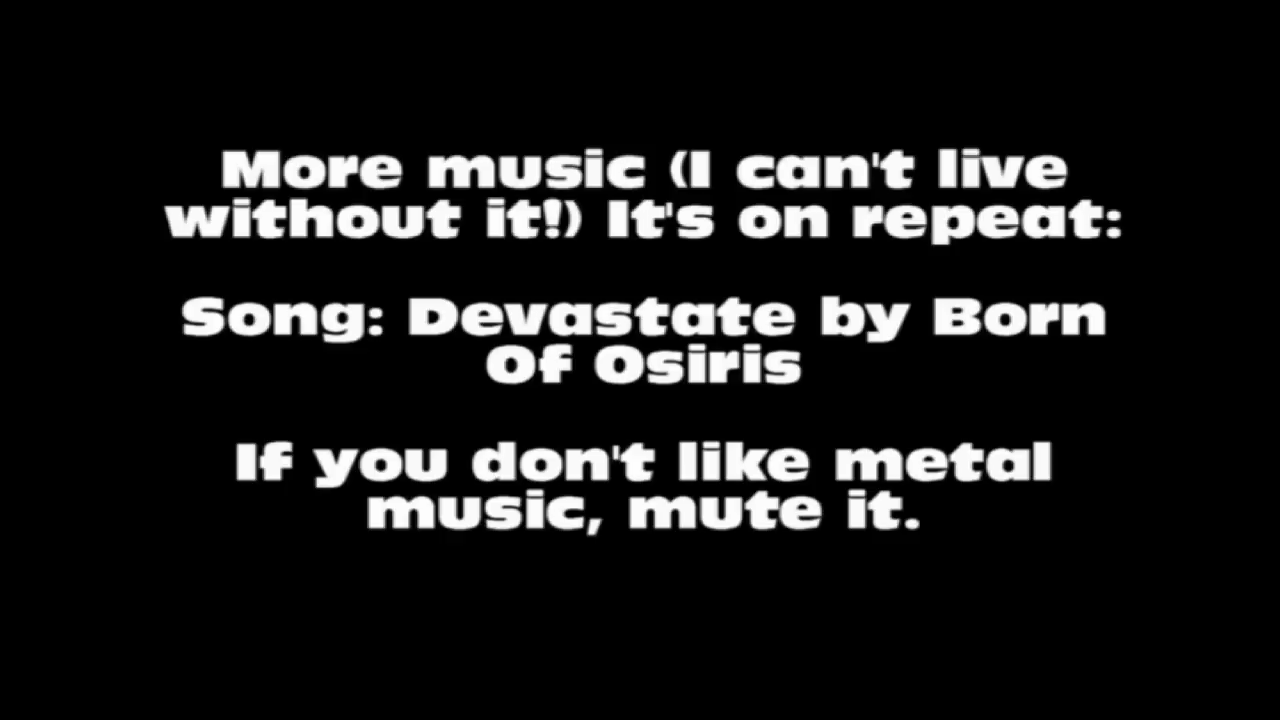 More music (I can't live
without it!) It's on repeat:
Song: Devastate by Born
Of Osiris
If you don't like metal
music, mute it.